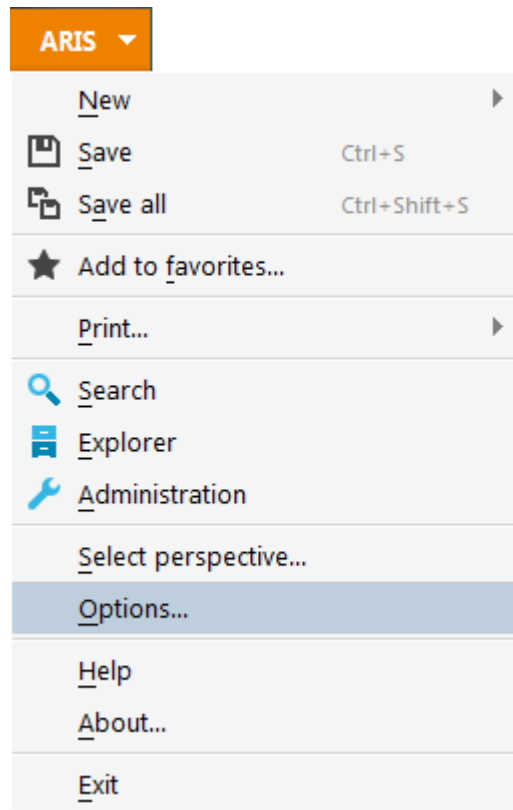 ARIS
New
Save Ctrl+S
Save all Ctrl+Shift+S
Add to favorites...
Print...
Search
Explorer
Administration
Select perspective...
Options...
Help
About...
Exit